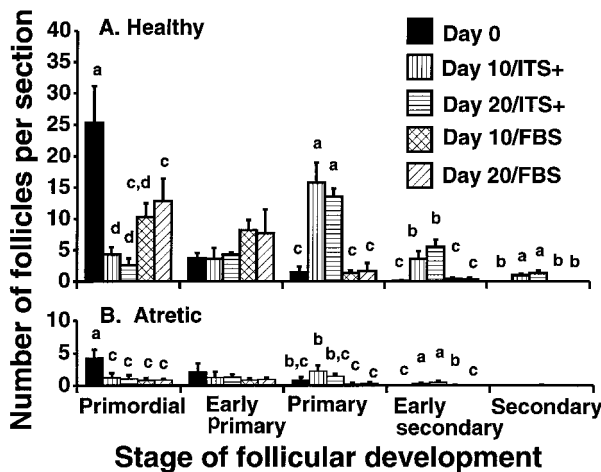 A. Healthy
Day 0
Day 10/ITS+
Day 20/ITS+
Day 10/FBS
Day 20/FBS
40
35
30
25
20
15
10
5
0
a
d
d
c,d
c
c
a
a
c
c
c
b
b
c
c
b
a
a
b
b
B. Atretic
10
5
0
a
c
c
c
c
b,c
b
b,c
c
c
c
a
a
b
c
Primordial
Early
primary
Primary
Early
secondary
Secondary
Number of follicles per section
Stage of follicular development